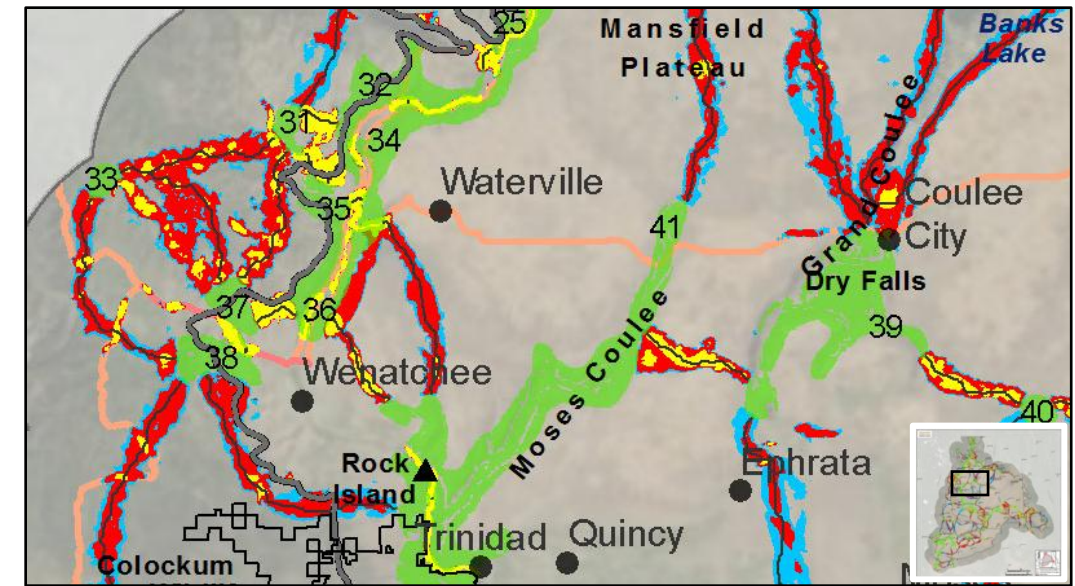 25
Mansfield
Plateau
Banks
Lake
32
31
34
33
Waterville
35
41
Grand Coulee
Coulee
City
Dry Falls
37
36
39
38
Wenatchee
Moses Coulee
40
Rock
Island
Ephrata
Trinidad
Quincy
Colockum